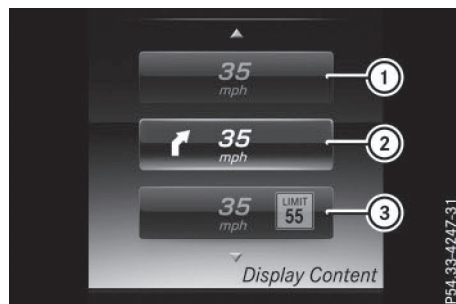 35
mph
1
35
mph
2
35
mph
LIMIT
55
3
Display Content
P54.33-4247-31